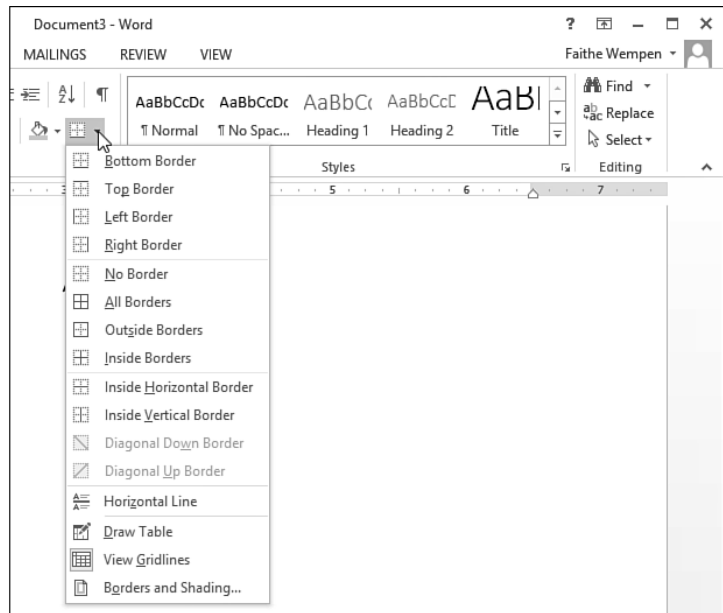 Document3 - Word
?
MAILINGS REVIEW VIEW
Faithe Wempen
AaBbCcDc AaBbCcDc AaBbCc AaBbCcC AaBl
¶ Normal ¶ No Spac... Heading 1 Heading 2 Title
Find
Replace
Select
Styles
Editing
3 5 6 7
Bottom Border
Top Border
Left Border
Right Border
No Border
All Borders
Outside Borders
Inside Borders
Inside Horizontal Border
Inside Vertical Border
Diagonal Down Border
Diagonal Up Border
Horizontal Line
Draw Table
View Gridlines
Borders and Shading...